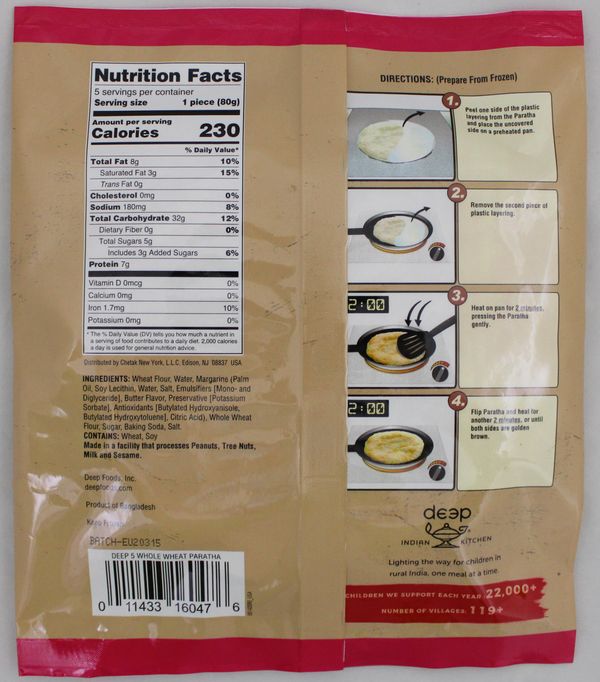 Nutrition Facts
5 servings per container
Serving size 1 piece (80g)
Amount per serving
Calories 230
% Daily Value*
Total Fat 8g 10%
Saturated Fat 3g 15%
Trans Fat 0g
Cholesterol 0mg 0%
Sodium 180mg 8%
Total Carbohydrate 32g 12%
Dietary Fiber 0g 0%
Total Sugars 5g
Includes 3g Added Sugars 6%
Protein 7g
Vitamin D 0mcg 0%
Calcium 0mg 0%
Iron 1.7mg 10%
Potassium 0mg 0%
* The % Daily Value (DV) tells you how much a nutrient in
a serving of food contributes to a daily diet. 2,000 calories
a day is used for general nutrition advice.
Distributed by Chetak New York, L.L.C. Edison, NJ 08837 USA
INGREDIENTS: Wheat Flour, Water, Margarine (Palm
Oil, Soy Lecithin, Water, Salt, Emulsifiers [Mono- and
Diglyceride], Butter Flavor, Preservative [Potassium
Sorbate], Antioxidants [Butylated Hydroxyanisole,
Butylated Hydroxytoluene], Citric Acid), Whole Wheat
Flour, Sugar, Baking Soda, Salt.
CONTAINS: Wheat, Soy
Made in a facility that processes Peanuts, Tree Nuts,
Milk and Sesame.
Deep Foods, Inc.
deepfoods.com
Product of Bangladesh
Keep Frozen
BATCH-EU20315
DEEP 5 WHOLE WHEAT PARATHA
0 11433 16047 6
DIRECTIONS: (Prepare From Frozen)
1.
Peel one side of the plastic
layering from the Paratha
and place the uncovered
side on a preheated pan.
2.
Remove the second piece of
plastic layering.
2:00
3.
Heat on pan for 2 minutes,
pressing the Paratha
gently.
2:00
4.
Flip Paratha and heat for
another 2 minutes, or until
both sides are golden
brown.
deep
INDIAN KITCHEN
Lighting the way for children in
rural India, one meal at a time.
CHILDREN WE SUPPORT EACH YEAR: 22,000+
NUMBER OF VILLAGES: 119+